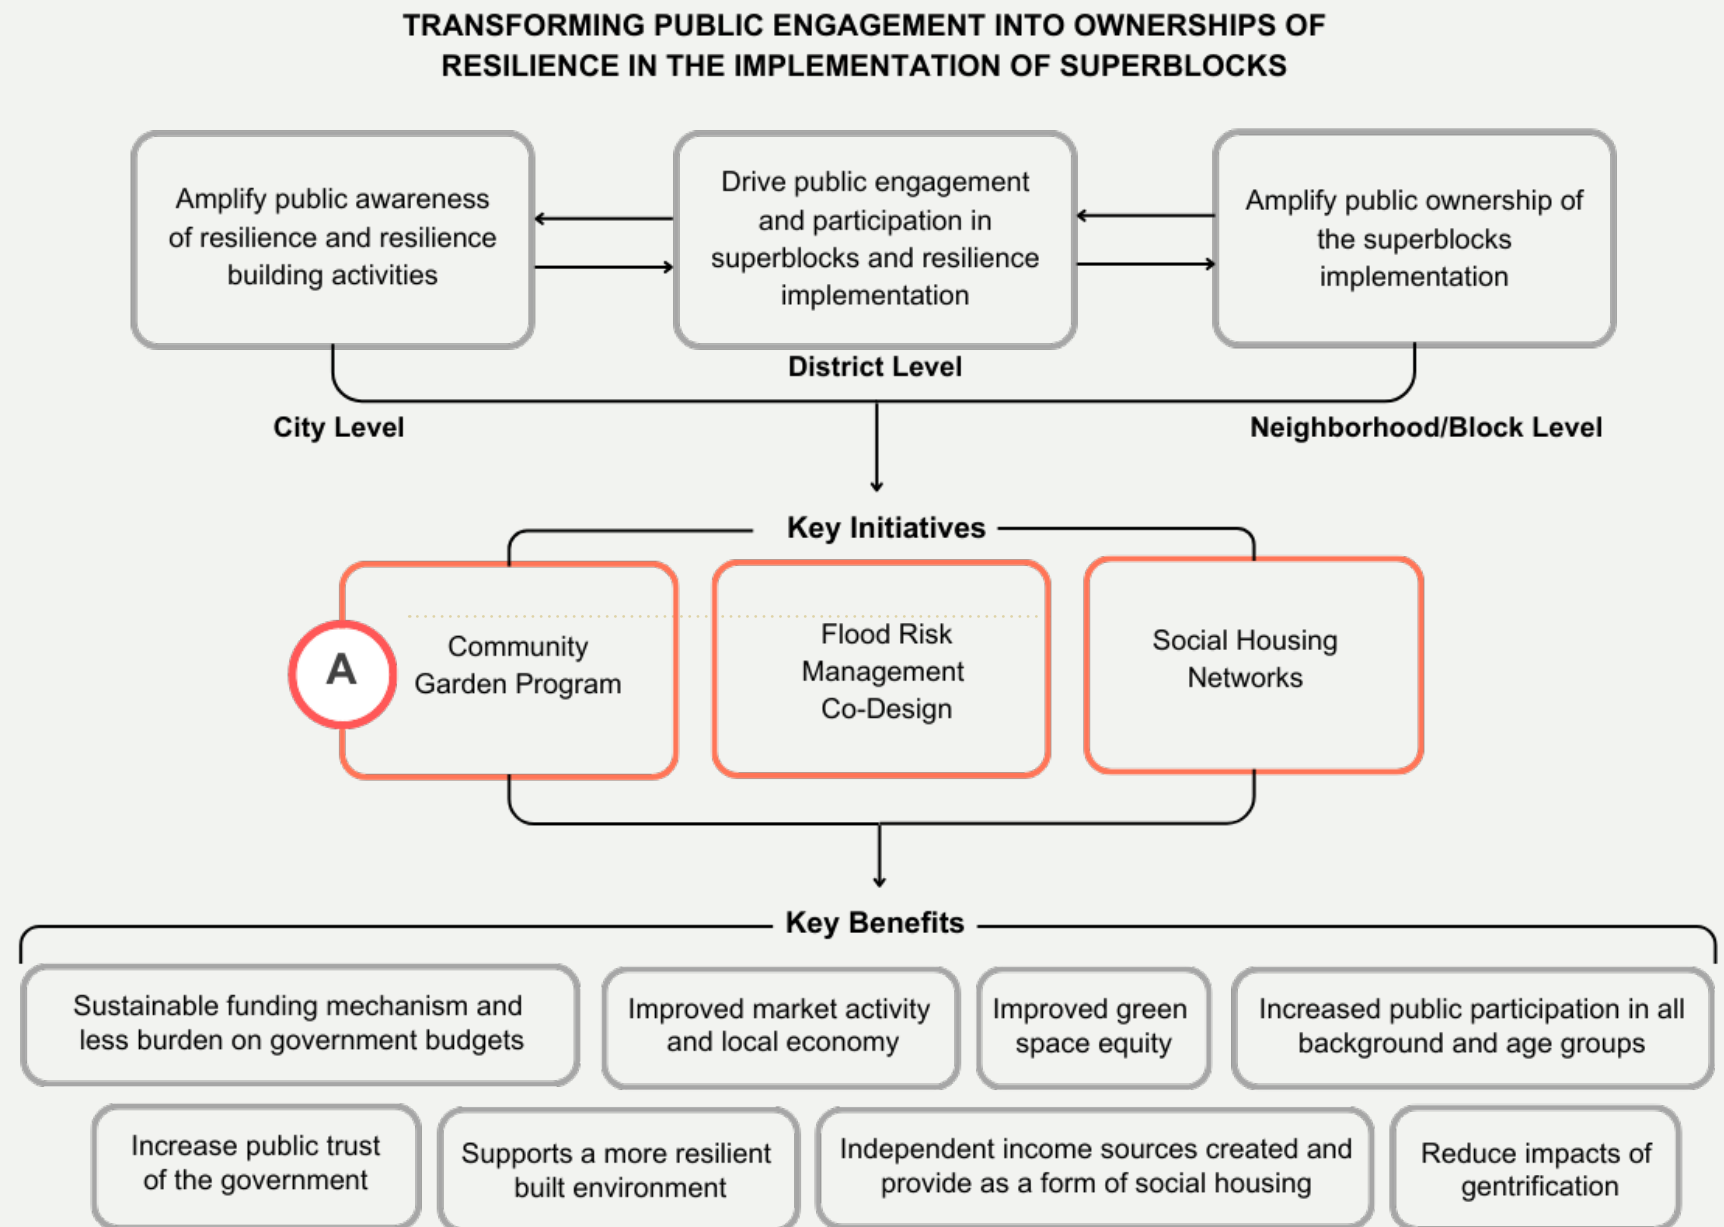 TRANSFORMING PUBLIC ENGAGEMENT INTO OWNERSHIPS OF
RESILIENCE IN THE IMPLEMENTATION OF SUPERBLOCKS
Amplify public awareness
of resilience and resilience
building activities
Drive public engagement
and participation in
superblocks and resilience
implementation
Amplify public ownership of
the superblocks
implementation
District Level
City Level
Neighborhood/Block Level
Key Initiatives
A
Community
Garden Program
Flood Risk
Management
Co-Design
Social Housing
Networks
Key Benefits
Sustainable funding mechanism and
less burden on government budgets
Improved market activity
and local economy
Improved green
space equity
Increased public participation in all
background and age groups
Increase public trust
of the government
Supports a more resilient
built environment
Independent income sources created and
provide as a form of social housing
Reduce impacts of
gentrification